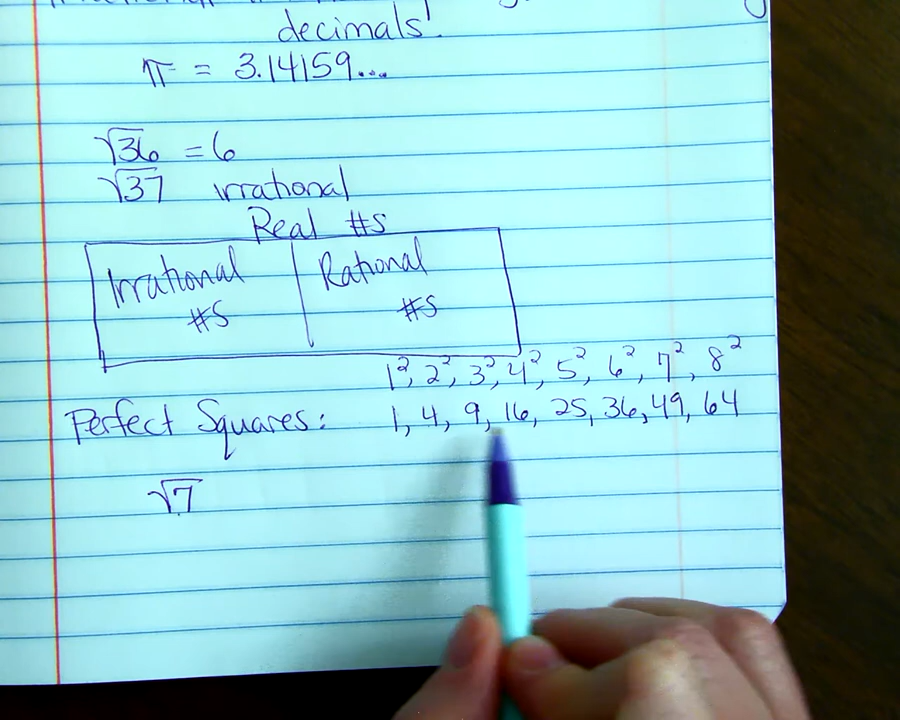 decimals!
π = 3.14159...
√36 = 6
√37 irrational
Real #s
Irrational #s
Rational #s
1², 2², 3², 4², 5², 6², 7², 8²
Perfect Squares: 1, 4, 9, 16, 25, 36, 49, 64
√7